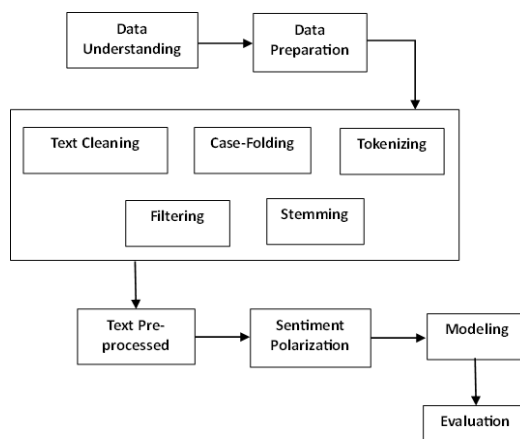 Data
Understanding
Data
Preparation
Text Cleaning
Case-Folding
Tokenizing
Filtering
Stemming
Text Pre-
processed
Sentiment
Polarization
Modeling
Evaluation